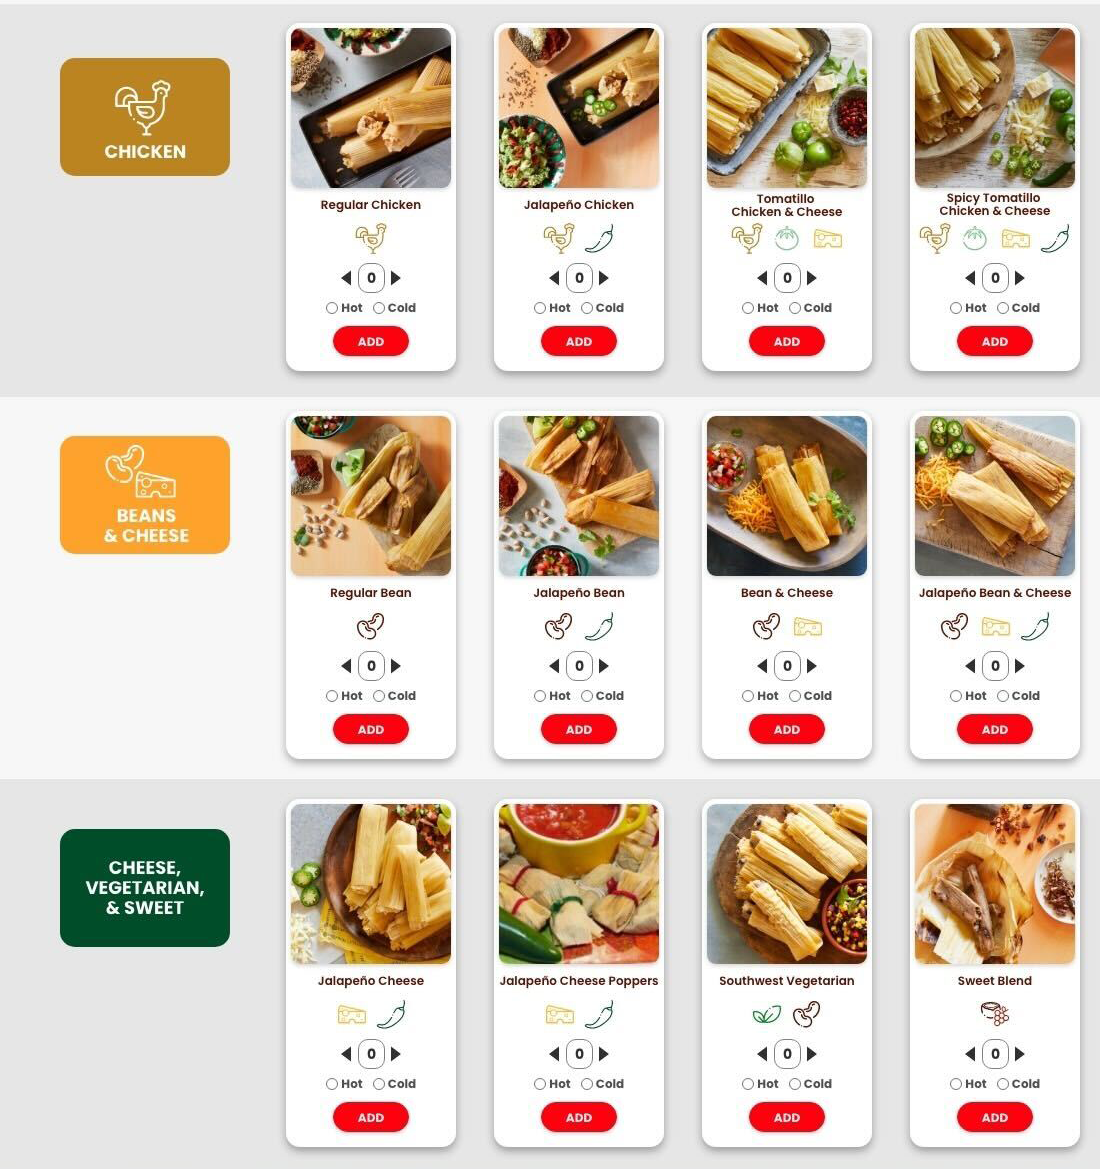 CHICKEN
Regular Chicken
0
Hot Cold
ADD
Jalapeño Chicken
0
Hot Cold
ADD
Tomatillo
Chicken & Cheese
0
Hot Cold
ADD
Spicy Tomatillo
Chicken & Cheese
0
Hot Cold
ADD
BEANS
& CHEESE
Regular Bean
0
Hot Cold
ADD
Jalapeño Bean
0
Hot Cold
ADD
Bean & Cheese
0
Hot Cold
ADD
Jalapeño Bean & Cheese
0
Hot Cold
ADD
CHEESE,
VEGETARIAN,
& SWEET
Jalapeño Cheese
0
Hot Cold
ADD
Jalapeño Cheese Poppers
0
Hot Cold
ADD
Southwest Vegetarian
0
Hot Cold
ADD
Sweet Blend
0
Hot Cold
ADD